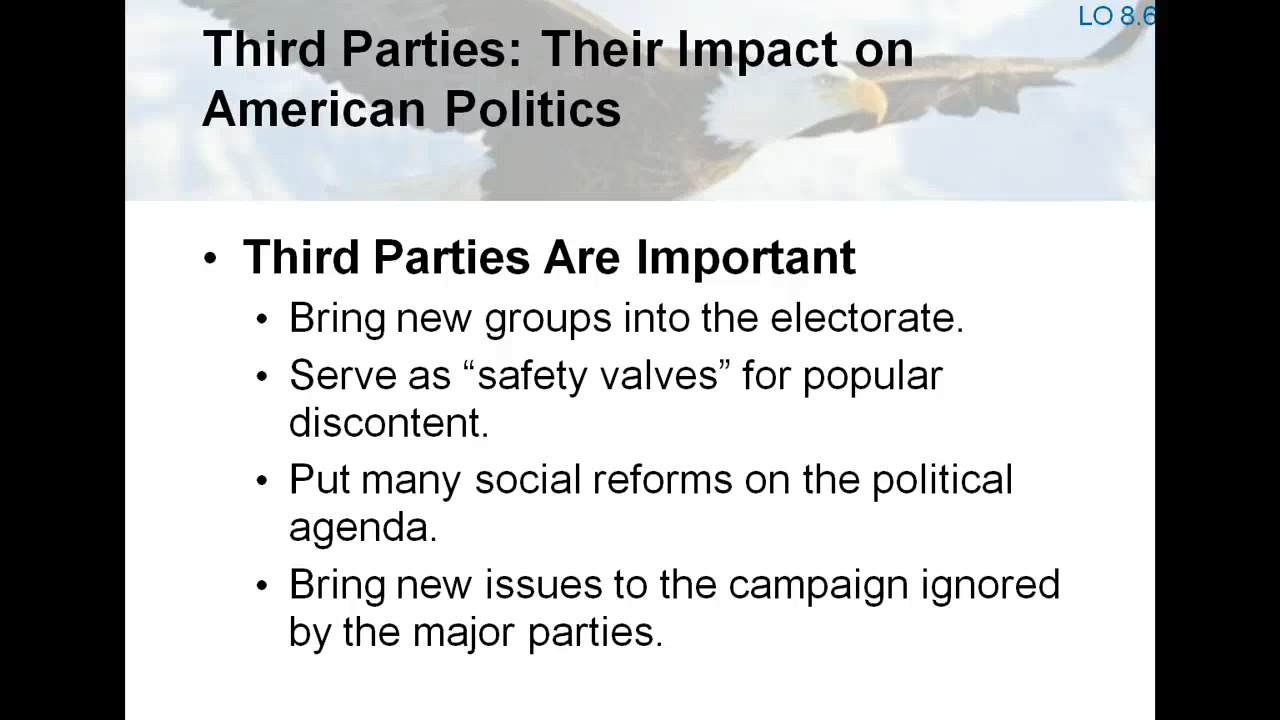 LO 8.6
Third Parties: Their Impact on
American Politics
• Third Parties Are Important
• Bring new groups into the electorate.
• Serve as “safety valves” for popular
discontent.
• Put many social reforms on the political
agenda.
• Bring new issues to the campaign ignored
by the major parties.